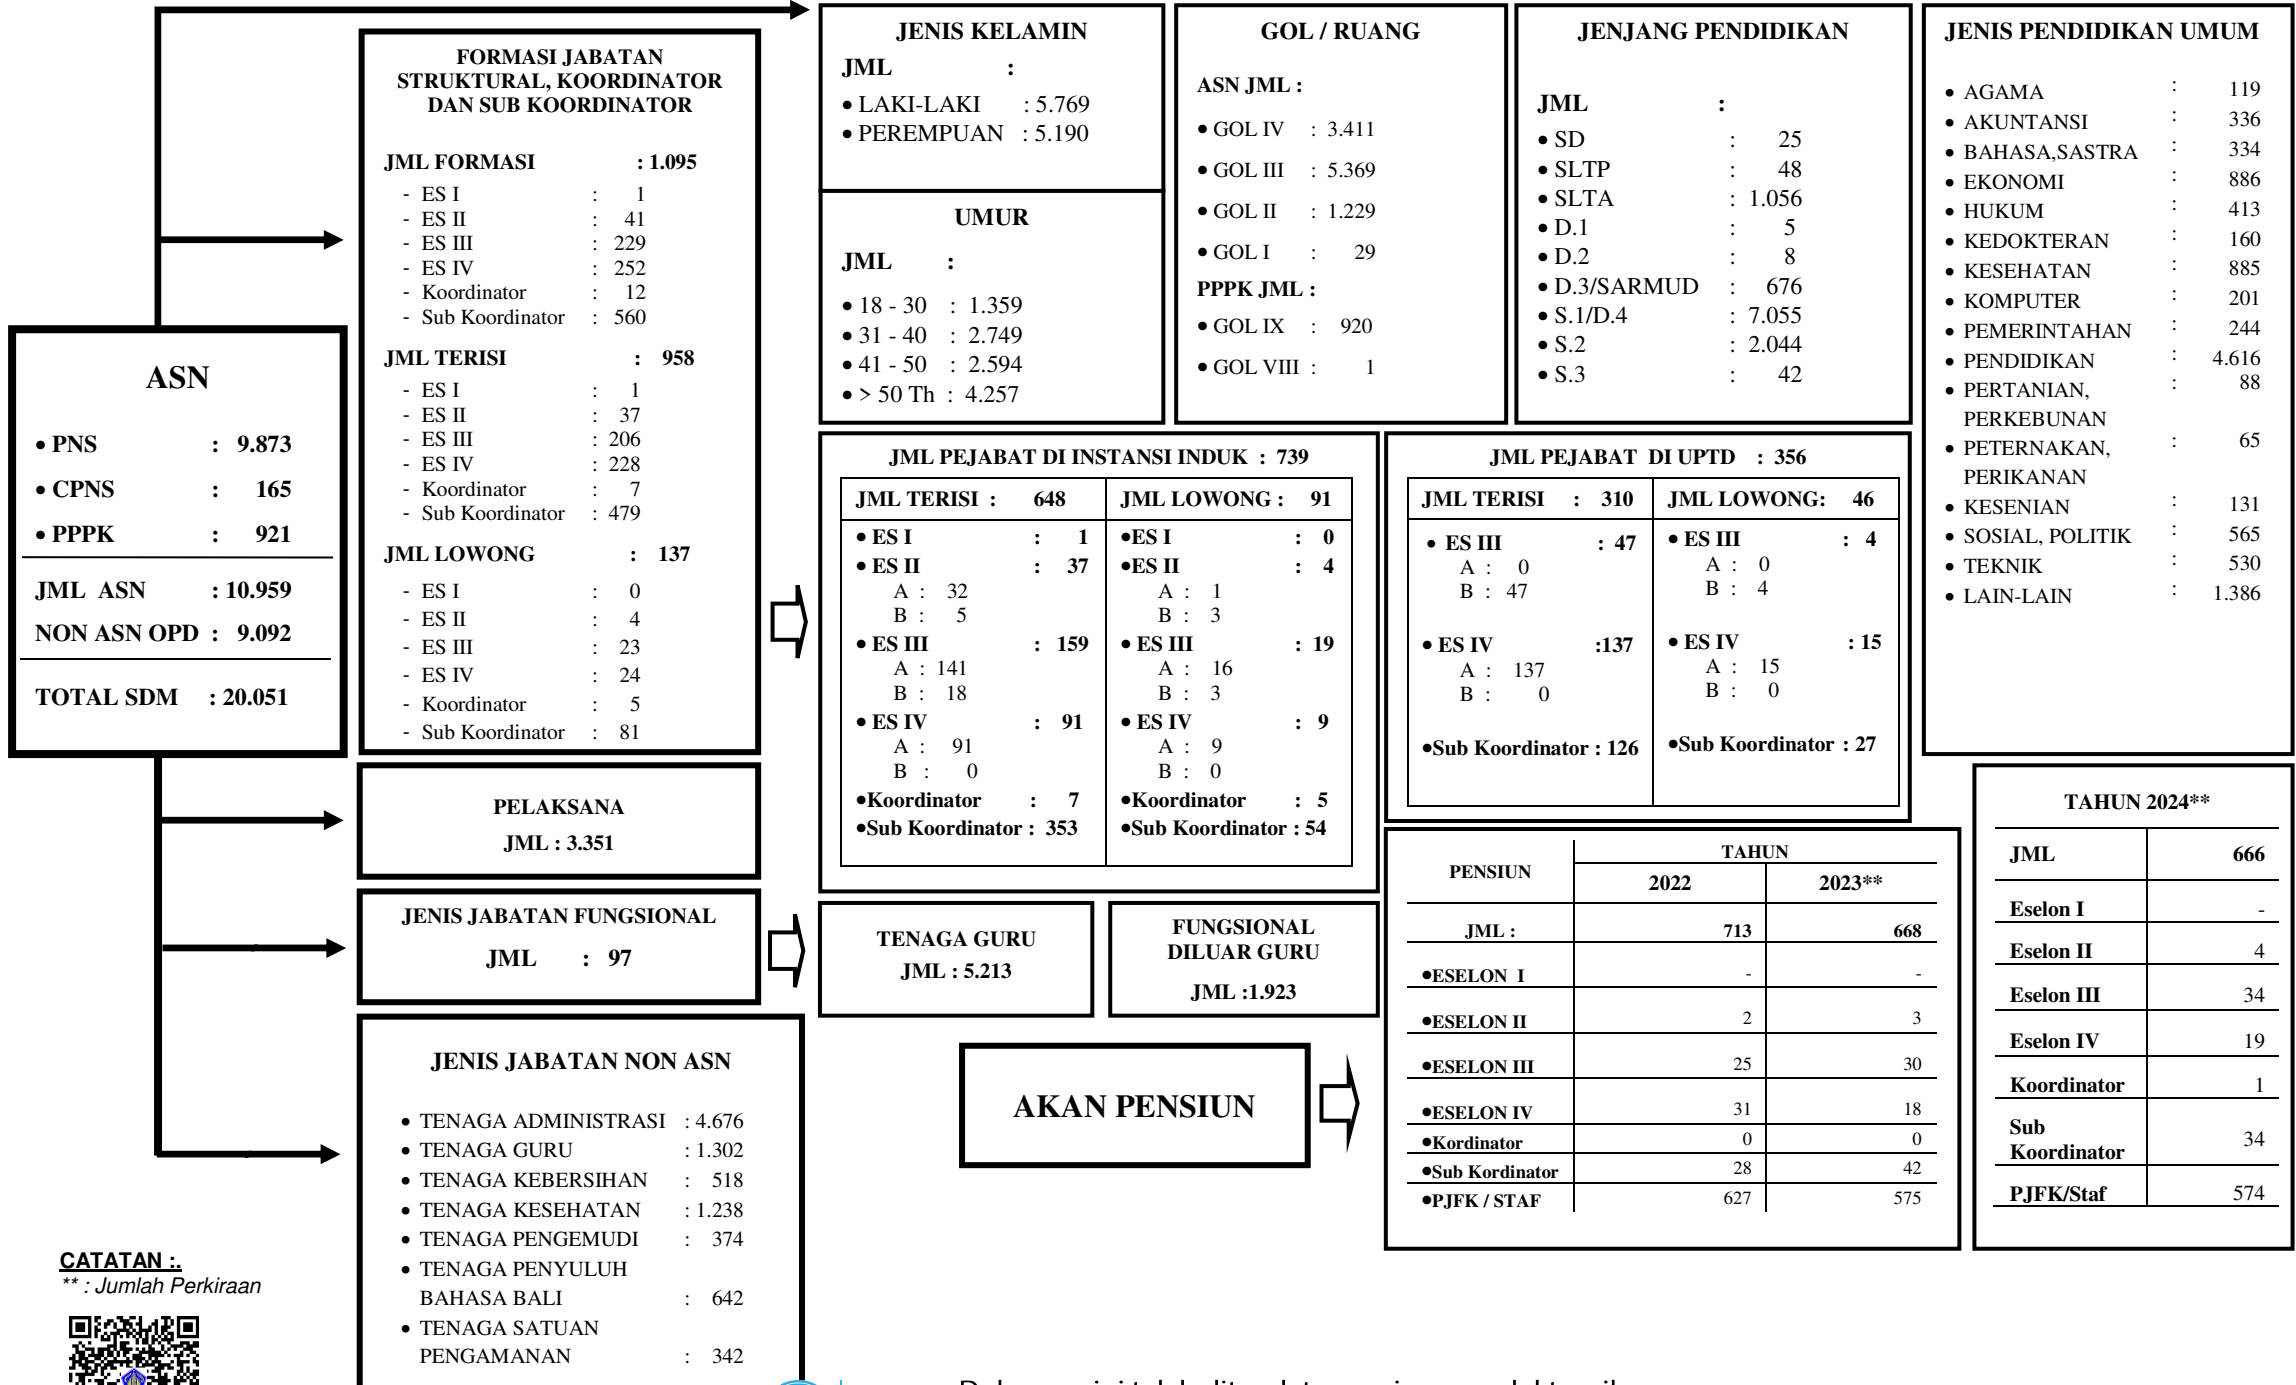 ASN
• PNS : 9.873
• CPNS : 165
• PPPK : 921
JML ASN : 10.959
NON ASN OPD : 9.092
TOTAL SDM : 20.051
FORMASI JABATAN
STRUKTURAL, KOORDINATOR
DAN SUB KOORDINATOR
JML FORMASI : 1.095
- ES I : 1
- ES II : 41
- ES III : 229
- ES IV : 252
- Koordinator : 12
- Sub Koordinator : 560
JML TERISI : 958
- ES I : 1
- ES II : 37
- ES III : 206
- ES IV : 228
- Koordinator : 7
- Sub Koordinator : 479
JML LOWONG : 137
- ES I : 0
- ES II : 4
- ES III : 23
- ES IV : 24
- Koordinator : 5
- Sub Koordinator : 81
PELAKSANA
JML : 3.351
JENIS JABATAN FUNGSIONAL
JML : 97
JENIS JABATAN NON ASN
• TENAGA ADMINISTRASI : 4.676
• TENAGA GURU : 1.302
• TENAGA KEBERSIHAN : 518
• TENAGA KESEHATAN : 1.238
• TENAGA PENGEMUDI : 374
• TENAGA PENYULUH
BAHASA BALI : 642
• TENAGA SATUAN
PENGAMANAN : 342
JENIS KELAMIN
JML :
• LAKI-LAKI : 5.769
• PEREMPUAN : 5.190
UMUR
JML :
• 18 - 30 : 1.359
• 31 - 40 : 2.749
• 41 - 50 : 2.594
• > 50 Th : 4.257
GOL / RUANG
ASN JML :
• GOL IV : 3.411
• GOL III : 5.369
• GOL II : 1.229
• GOL I : 29
PPPK JML :
• GOL IX : 920
• GOL VIII : 1
JENJANG PENDIDIKAN
JML :
• SD : 25
• SLTP : 48
• SLTA : 1.056
• D.1 : 5
• D.2 : 8
• D.3/SARMUD : 676
• S.1/D.4 : 7.055
• S.2 : 2.044
• S.3 : 42
JENIS PENDIDIKAN UMUM
• AGAMA : 119
• AKUNTANSI : 336
• BAHASA,SASTRA : 334
• EKONOMI : 886
• HUKUM : 413
• KEDOKTERAN : 160
• KESEHATAN : 885
• KOMPUTER : 201
• PEMERINTAHAN : 244
• PENDIDIKAN : 4.616
• PERTANIAN, : 88
PERKEBUNAN
• PETERNAKAN, : 65
PERIKANAN
• KESENIAN : 131
• SOSIAL, POLITIK : 565
• TEKNIK : 530
• LAIN-LAIN : 1.386
JML PEJABAT DI INSTANSI INDUK : 739
JML TERISI : 648
• ES I : 1
• ES II : 37
A : 32
B : 5
• ES III : 159
A : 141
B : 18
• ES IV : 91
A : 91
B : 0
•Koordinator : 7
•Sub Koordinator : 353
JML LOWONG : 91
•ES I : 0
•ES II : 4
A : 1
B : 3
• ES III : 19
A : 16
B : 3
• ES IV : 9
A : 9
B : 0
•Koordinator : 5
•Sub Koordinator : 54
JML PEJABAT DI UPTD : 356
JML TERISI : 310
• ES III : 47
A : 0
B : 47
• ES IV :137
A : 137
B : 0
•Sub Koordinator : 126
JML LOWONG: 46
• ES III : 4
A : 0
B : 4
• ES IV : 15
A : 15
B : 0
•Sub Koordinator : 27
TENAGA GURU
JML : 5.213
FUNGSIONAL
DILUAR GURU
JML :1.923
AKAN PENSIUN
PENSIUN TAHUN
2022 2023**
JML : 713 668
•ESELON I - -
•ESELON II 2 3
•ESELON III 25 30
•ESELON IV 31 18
•Kordinator 0 0
•Sub Kordinator 28 42
•PJFK / STAF 627 575
TAHUN 2024**
JML 666
Eselon I -
Eselon II 4
Eselon III 34
Eselon IV 19
Koordinator 1
Sub
Koordinator 34
PJFK/Staf 574
CATATAN :.
** : Jumlah Perkiraan